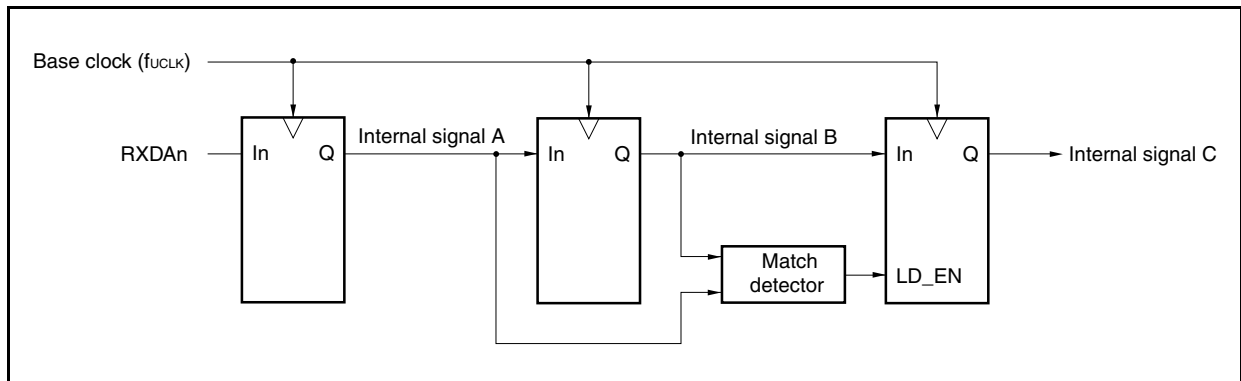 Base clock (fUCLK)
RXDAn
In
Q
Internal signal A
In
Q
Internal signal B
In
Q
Internal signal C
Match
detector
LD_EN